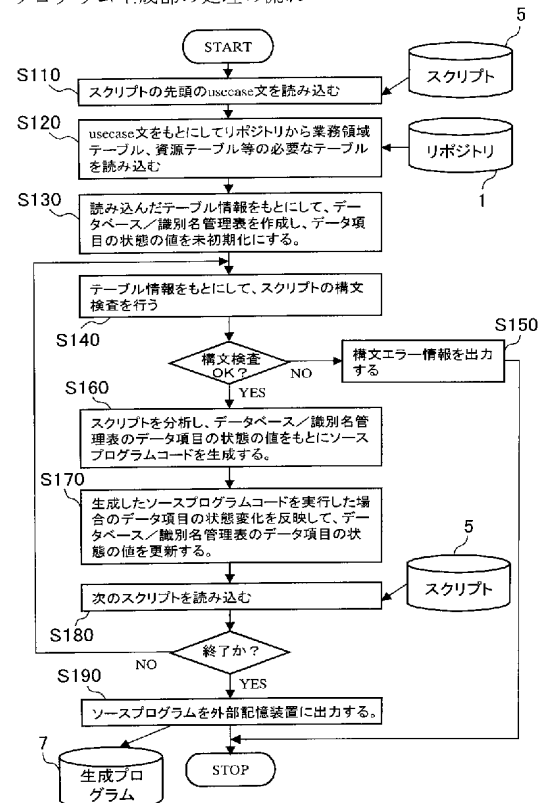 プログラム生成部の処理の流れ
START
5
スクリプト
S110
スクリプトの先頭のusecase文を読み込む
S120
usecase文をもとにしてリポジトリから業務領域
テーブル、資源テーブル等の必要なテーブル
を読み込む
リポジトリ
1
S130
読み込んだテーブル情報をもとにして、デー
タベース/識別名管理表を作成し、データ項
目の状態の値を未初期化にする。
テーブル情報をもとにして、スクリプトの構文
検査を行う
S140
構文検査
OK?
NO
YES
S150
構文エラー情報を出力
する
S160
スクリプトを分析し、データベース/識別名管
理表のデータ項目の状態の値をもとにソース
プログラムコードを生成する。
S170
生成したソースプログラムコードを実行した場
合のデータ項目の状態変化を反映して、デー
タベース/識別名管理表のデータ項目の状
態の値を更新する。
5
スクリプト
次のスクリプトを読み込む
S180
終了か?
NO
YES
S190
ソースプログラムを外部記憶装置に出力する。
7
生成プロ
グラム
STOP